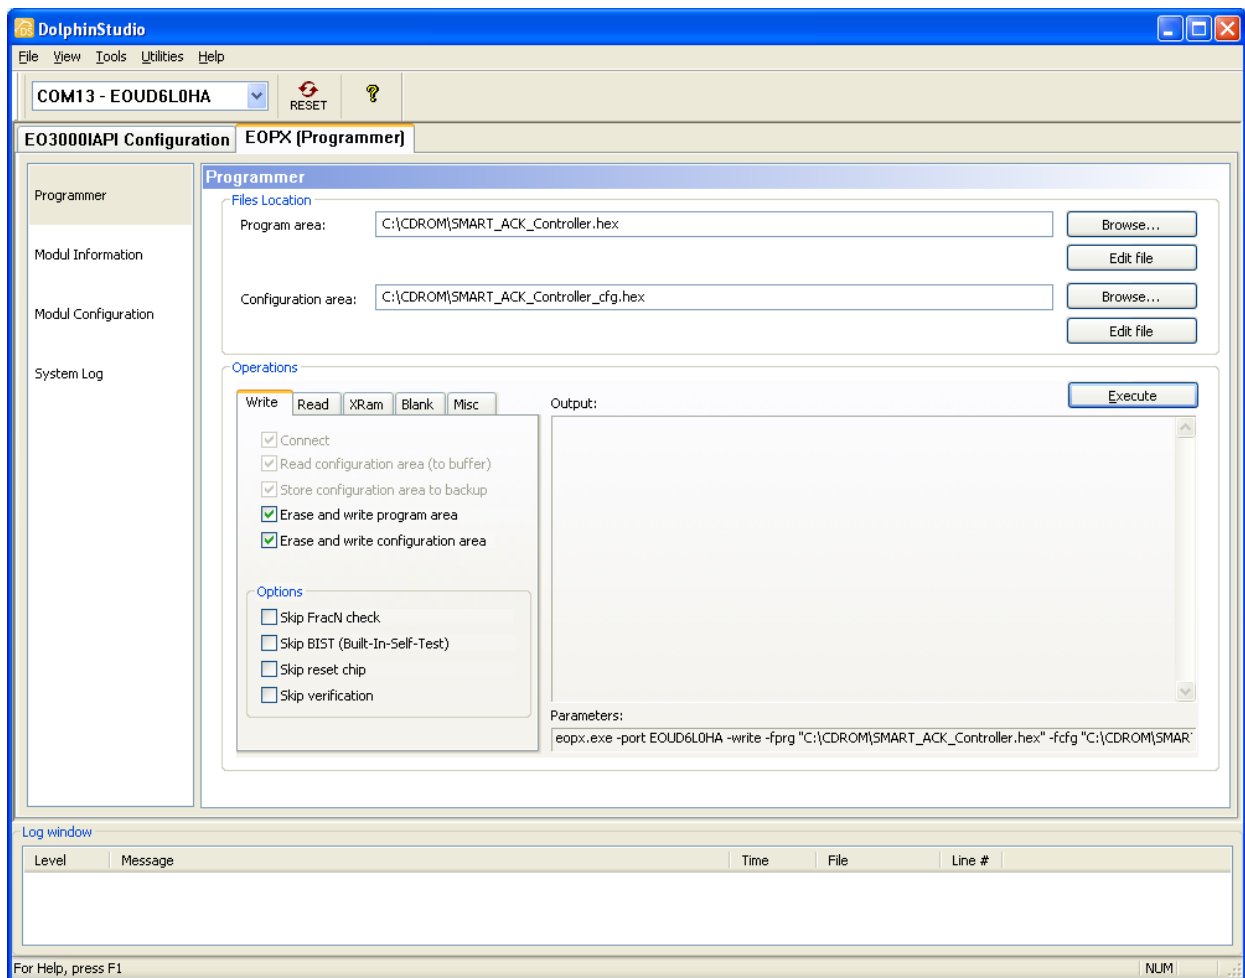 DolphinStudio
File View Tools Utilities Help
COM13 - EOUD6L0HA
RESET
?
EO3000IAPI Configuration
EOPX (Programmer)
Programmer
Modul Information
Modul Configuration
System Log
Programmer
Files Location
Program area:
C:\CDROM\SMART_ACK_Controller.hex
Browse...
Edit file
Configuration area:
C:\CDROM\SMART_ACK_Controller_cfg.hex
Browse...
Edit file
Operations
Write Read XRam Blank Misc
Connect
Read configuration area (to buffer)
Store configuration area to backup
Erase and write program area
Erase and write configuration area
Options
Skip FracN check
Skip BIST (Built-In-Self-Test)
Skip reset chip
Skip verification
Output:
Execute
Parameters:
eopx.exe -port EOUD6L0HA -write -fprg "C:\CDROM\SMART_ACK_Controller.hex" -fcfg "C:\CDROM\SMAR
Log window
Level Message Time File Line #
For Help, press F1
NUM